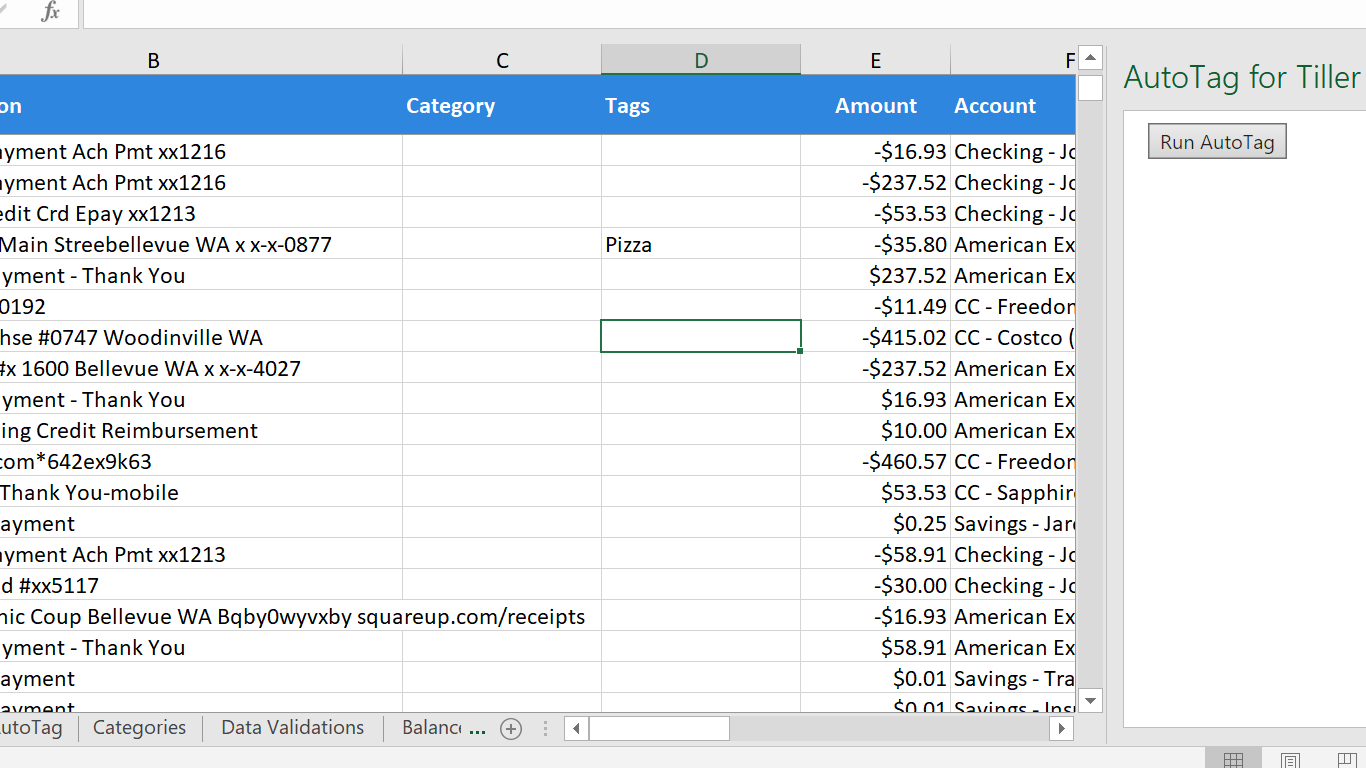 fx
B C D E F
on Category Tags Amount Account
yment Ach Pmt xx1216 -$16.93 Checking - Jo
yment Ach Pmt xx1216 -$237.52 Checking - Jo
edit Crd Epay xx1213 -$53.53 Checking - Jo
Main Streebellevue WA x x-x-0877 Pizza -$35.80 American Ex
yment - Thank You $237.52 American Ex
0192 -$11.49 CC - Freedon
hse #0747 Woodinville WA -$415.02 CC - Costco (
#x 1600 Bellevue WA x x-x-4027 -$237.52 American Ex
yment - Thank You $16.93 American Ex
ing Credit Reimbursement $10.00 American Ex
com*642ex9k63 -$460.57 CC - Freedon
Thank You-mobile $53.53 CC - Sapphir
ayment $0.25 Savings - Jar
yment Ach Pmt xx1213 -$58.91 Checking - Jo
d #xx5117 -$30.00 Checking - Jo
nic Coup Bellevue WA Bqby0wyvxby squareup.com/receipts -$16.93 American Ex
yment - Thank You $58.91 American Ex
ayment $0.01 Savings - Tra
ayment $0.01 Savings - Ins
utoTag Categories Data Validations Balance ...
AutoTag for Tiller
Run AutoTag